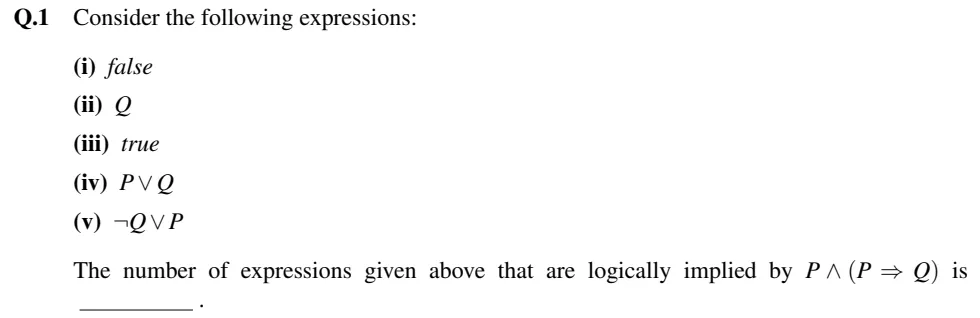 Q.1 Consider the following expressions:
(i) false
(ii) Q
(iii) true
(iv) P ∨ Q
(v) ¬Q ∨ P
The number of expressions given above that are logically implied by P ∧ (P ⇒ Q) is
__________ .